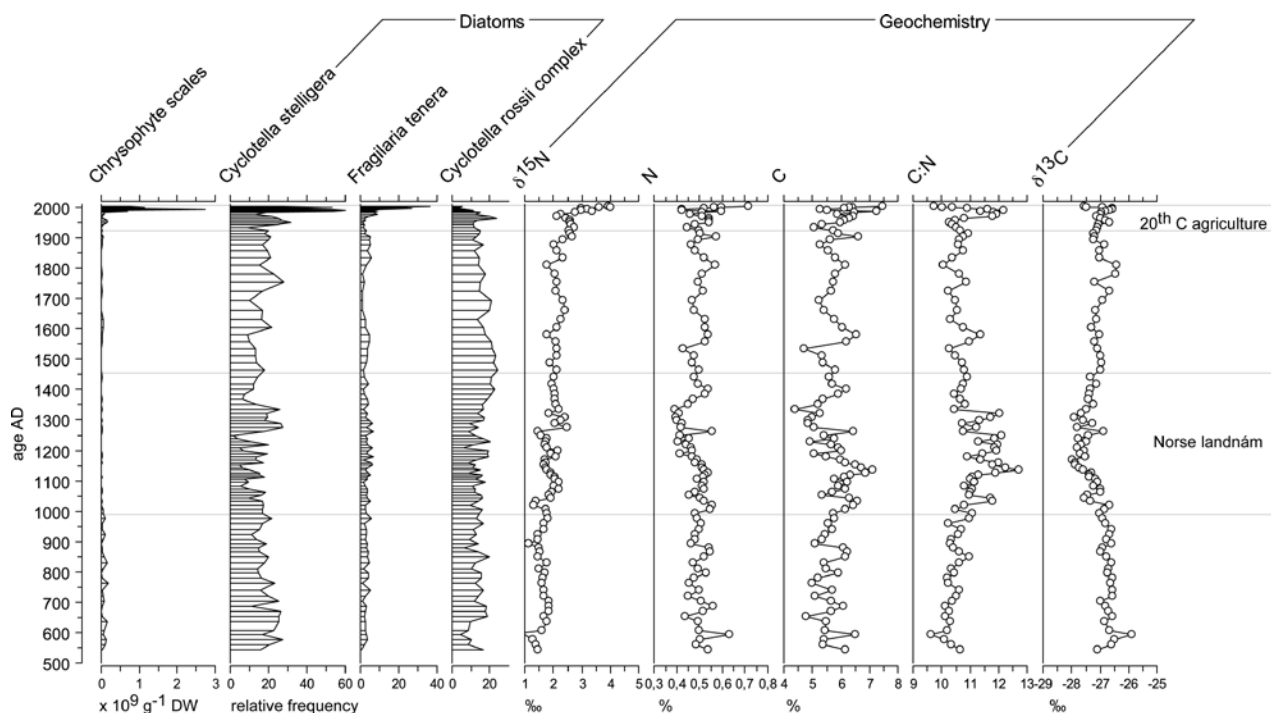 Diatoms
Geochemistry
Chrysophyte scales
Cyclotella stelligera
Fragilaria tenera
Cyclotella rossii complex
δ15N
N
C
C:N
δ13C
age AD
2000
1900
1800
1700
1600
1500
1400
1300
1200
1100
1000
900
800
700
600
500
20th C agriculture
Norse landnám
0 3
0 20 40 60
0 20 40
0 20
1 2 3 4 5
0,3 0,4 0,5 0,6 0,7 0,8
4 5 6 7 8
9 10 11 12 13
-29 -28 -27 -26 -25
x 10⁹ g⁻¹ DW
relative frequency
‰
%
%
‰